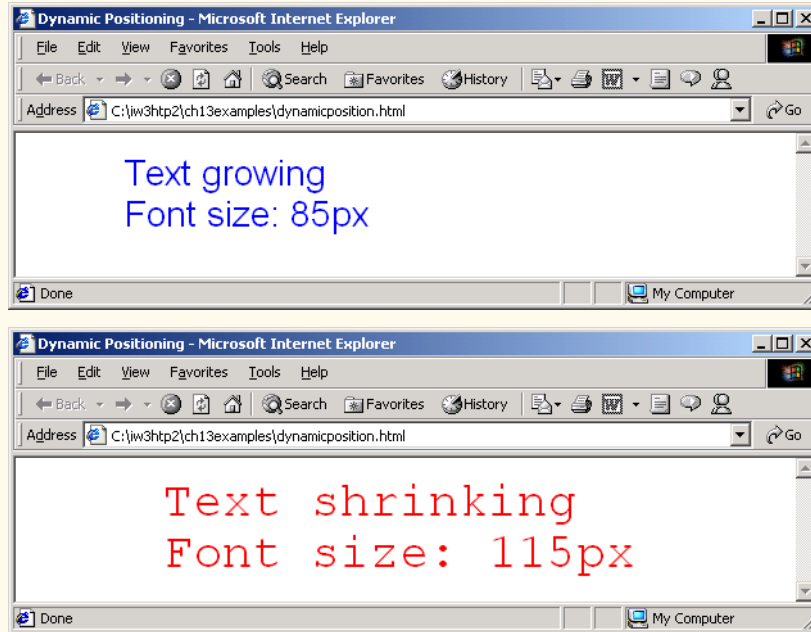 Dynamic Positioning - Microsoft Internet Explorer
File Edit View Favorites Tools Help
Back Search Favorites History
Address C:\iw3htp2\ch13examples\dynamicposition.html Go
Text growing
Font size: 85px
Done My Computer
Dynamic Positioning - Microsoft Internet Explorer
File Edit View Favorites Tools Help
Back Search Favorites History
Address C:\iw3htp2\ch13examples\dynamicposition.html Go
Text shrinking
Font size: 115px
Done My Computer